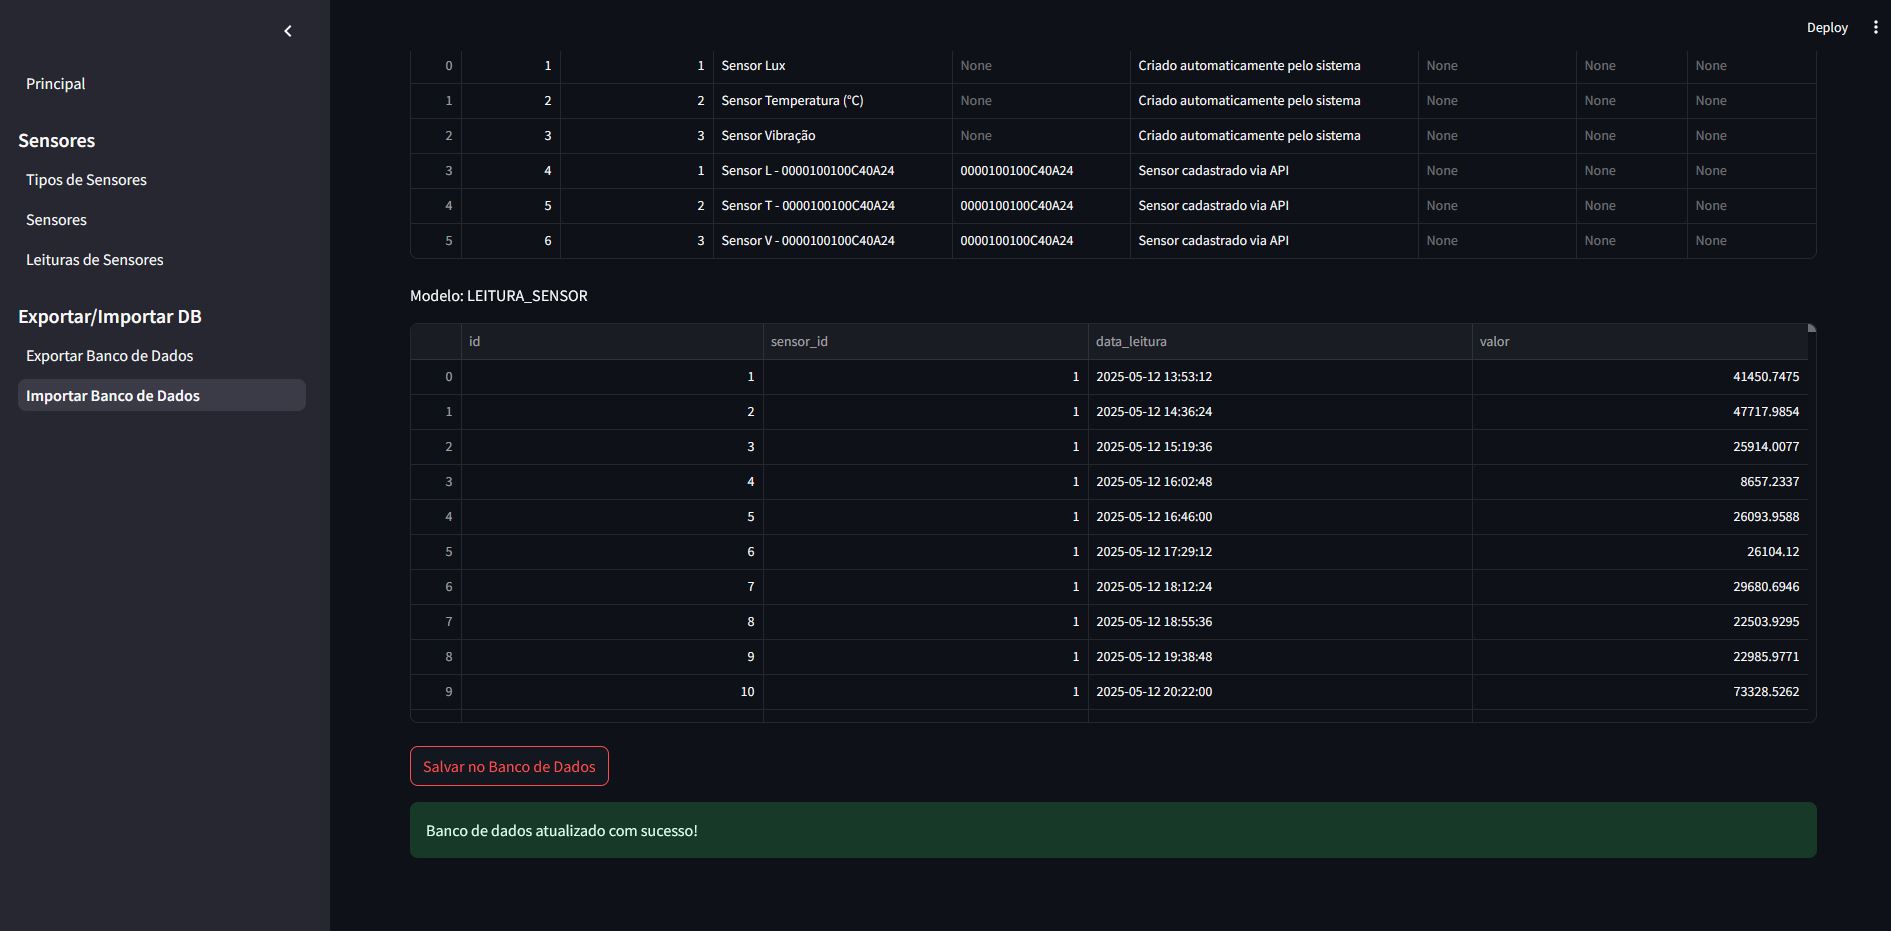 Principal
Sensores
Tipos de Sensores
Sensores
Leituras de Sensores
Exportar/Importar DB
Exportar Banco de Dados
Importar Banco de Dados
Deploy
0 1 1 Sensor Lux None Criado automaticamente pelo sistema None None None
1 2 2 Sensor Temperatura (°C) None Criado automaticamente pelo sistema None None None
2 3 3 Sensor Vibração None Criado automaticamente pelo sistema None None None
3 4 1 Sensor L - 0000100100C40A24 0000100100C40A24 Sensor cadastrado via API None None None
4 5 2 Sensor T - 0000100100C40A24 0000100100C40A24 Sensor cadastrado via API None None None
5 6 3 Sensor V - 0000100100C40A24 0000100100C40A24 Sensor cadastrado via API None None None
Modelo: LEITURA_SENSOR
id sensor_id data_leitura valor
0 1 1 2025-05-12 13:53:12 41450.7475
1 2 1 2025-05-12 14:36:24 47717.9854
2 3 1 2025-05-12 15:19:36 25914.0077
3 4 1 2025-05-12 16:02:48 8657.2337
4 5 1 2025-05-12 16:46:00 26093.9588
5 6 1 2025-05-12 17:29:12 26104.12
6 7 1 2025-05-12 18:12:24 29680.6946
7 8 1 2025-05-12 18:55:36 22503.9295
8 9 1 2025-05-12 19:38:48 22985.9771
9 10 1 2025-05-12 20:22:00 73328.5262
Salvar no Banco de Dados
Banco de dados atualizado com sucesso!